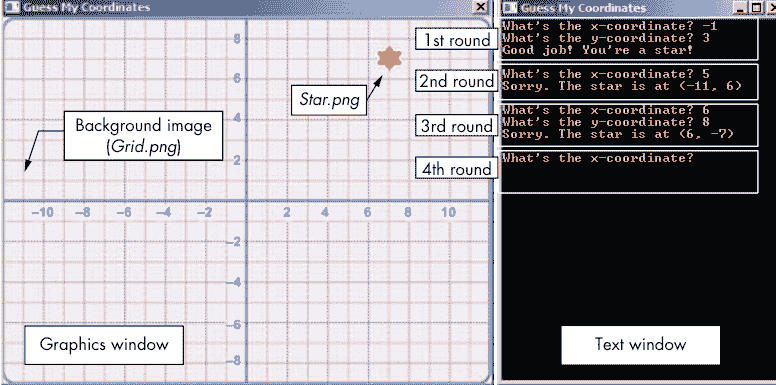 Guess My Coordinates
8
6
4
2
-10 -8 -6 -4 -2 2 4 6 8 10
-2
-4
-6
-8
Star.png
Background image
(Grid.png)
Graphics window
1st round
2nd round
3rd round
4th round
Guess My Coordinates
What's the x-coordinate? -1
What's the y-coordinate? 3
Good job! You're a star!
What's the x-coordinate? 5
Sorry. The star is at (-11, 6)
What's the x-coordinate? 6
What's the y-coordinate? 8
Sorry. The star is at (6, -7)
What's the x-coordinate?
Text window